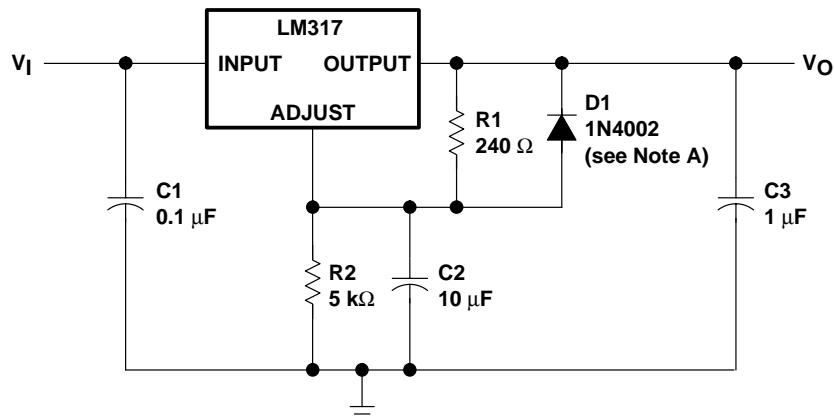 LM317
V_I
INPUT
OUTPUT
V_O
ADJUST
R1
240 Ω
D1
1N4002
(see Note A)
C1
0.1 μF
R2
5 kΩ
C2
10 μF
C3
1 μF